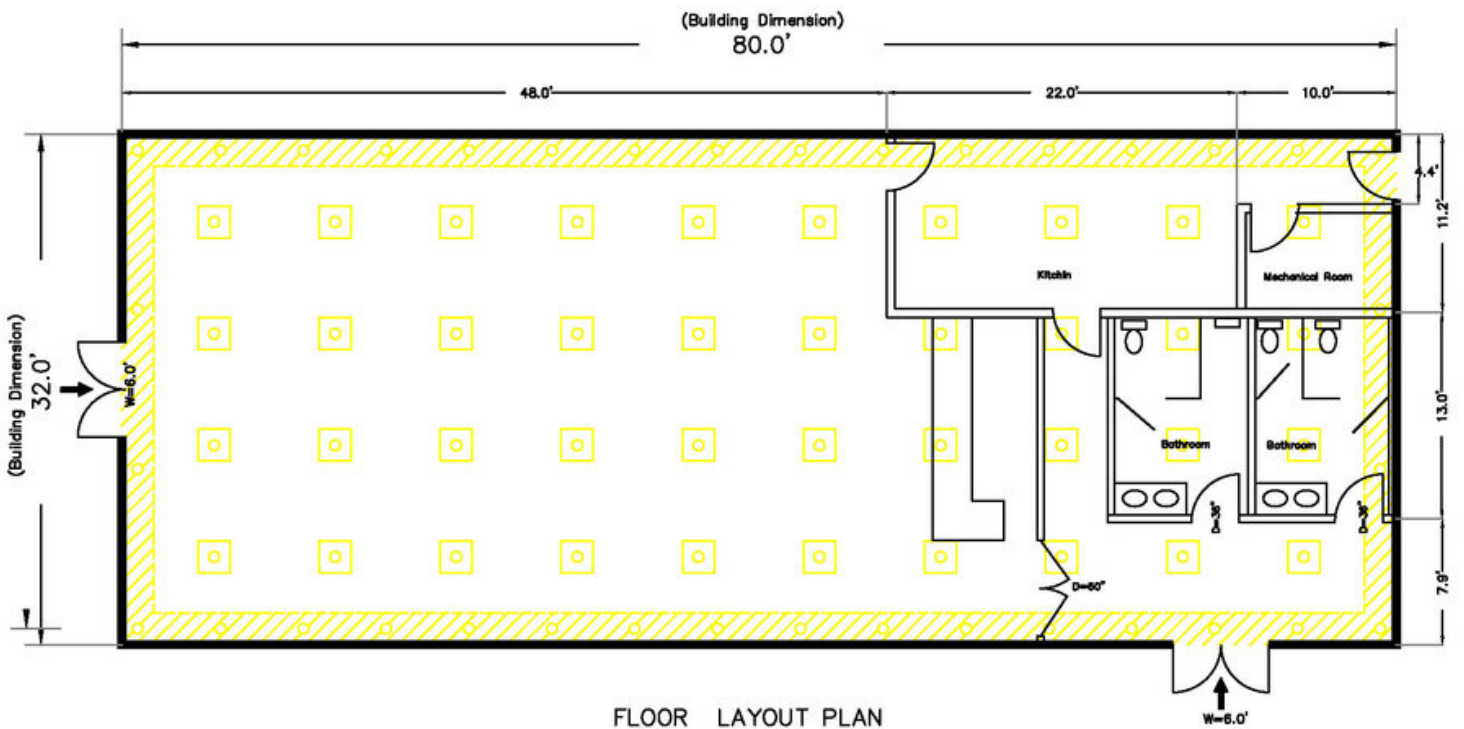 (Building Dimension)
80.0'
48.0'
22.0'
10.0'
4.4'
11.2'
(Building Dimension)
32.0'
W=6.0'
Kitchin
Mechanical Room
13.0'
Bathroom
Bathroom
D=36"
D=36"
D=60"
7.9'
FLOOR LAYOUT PLAN
W=6.0'